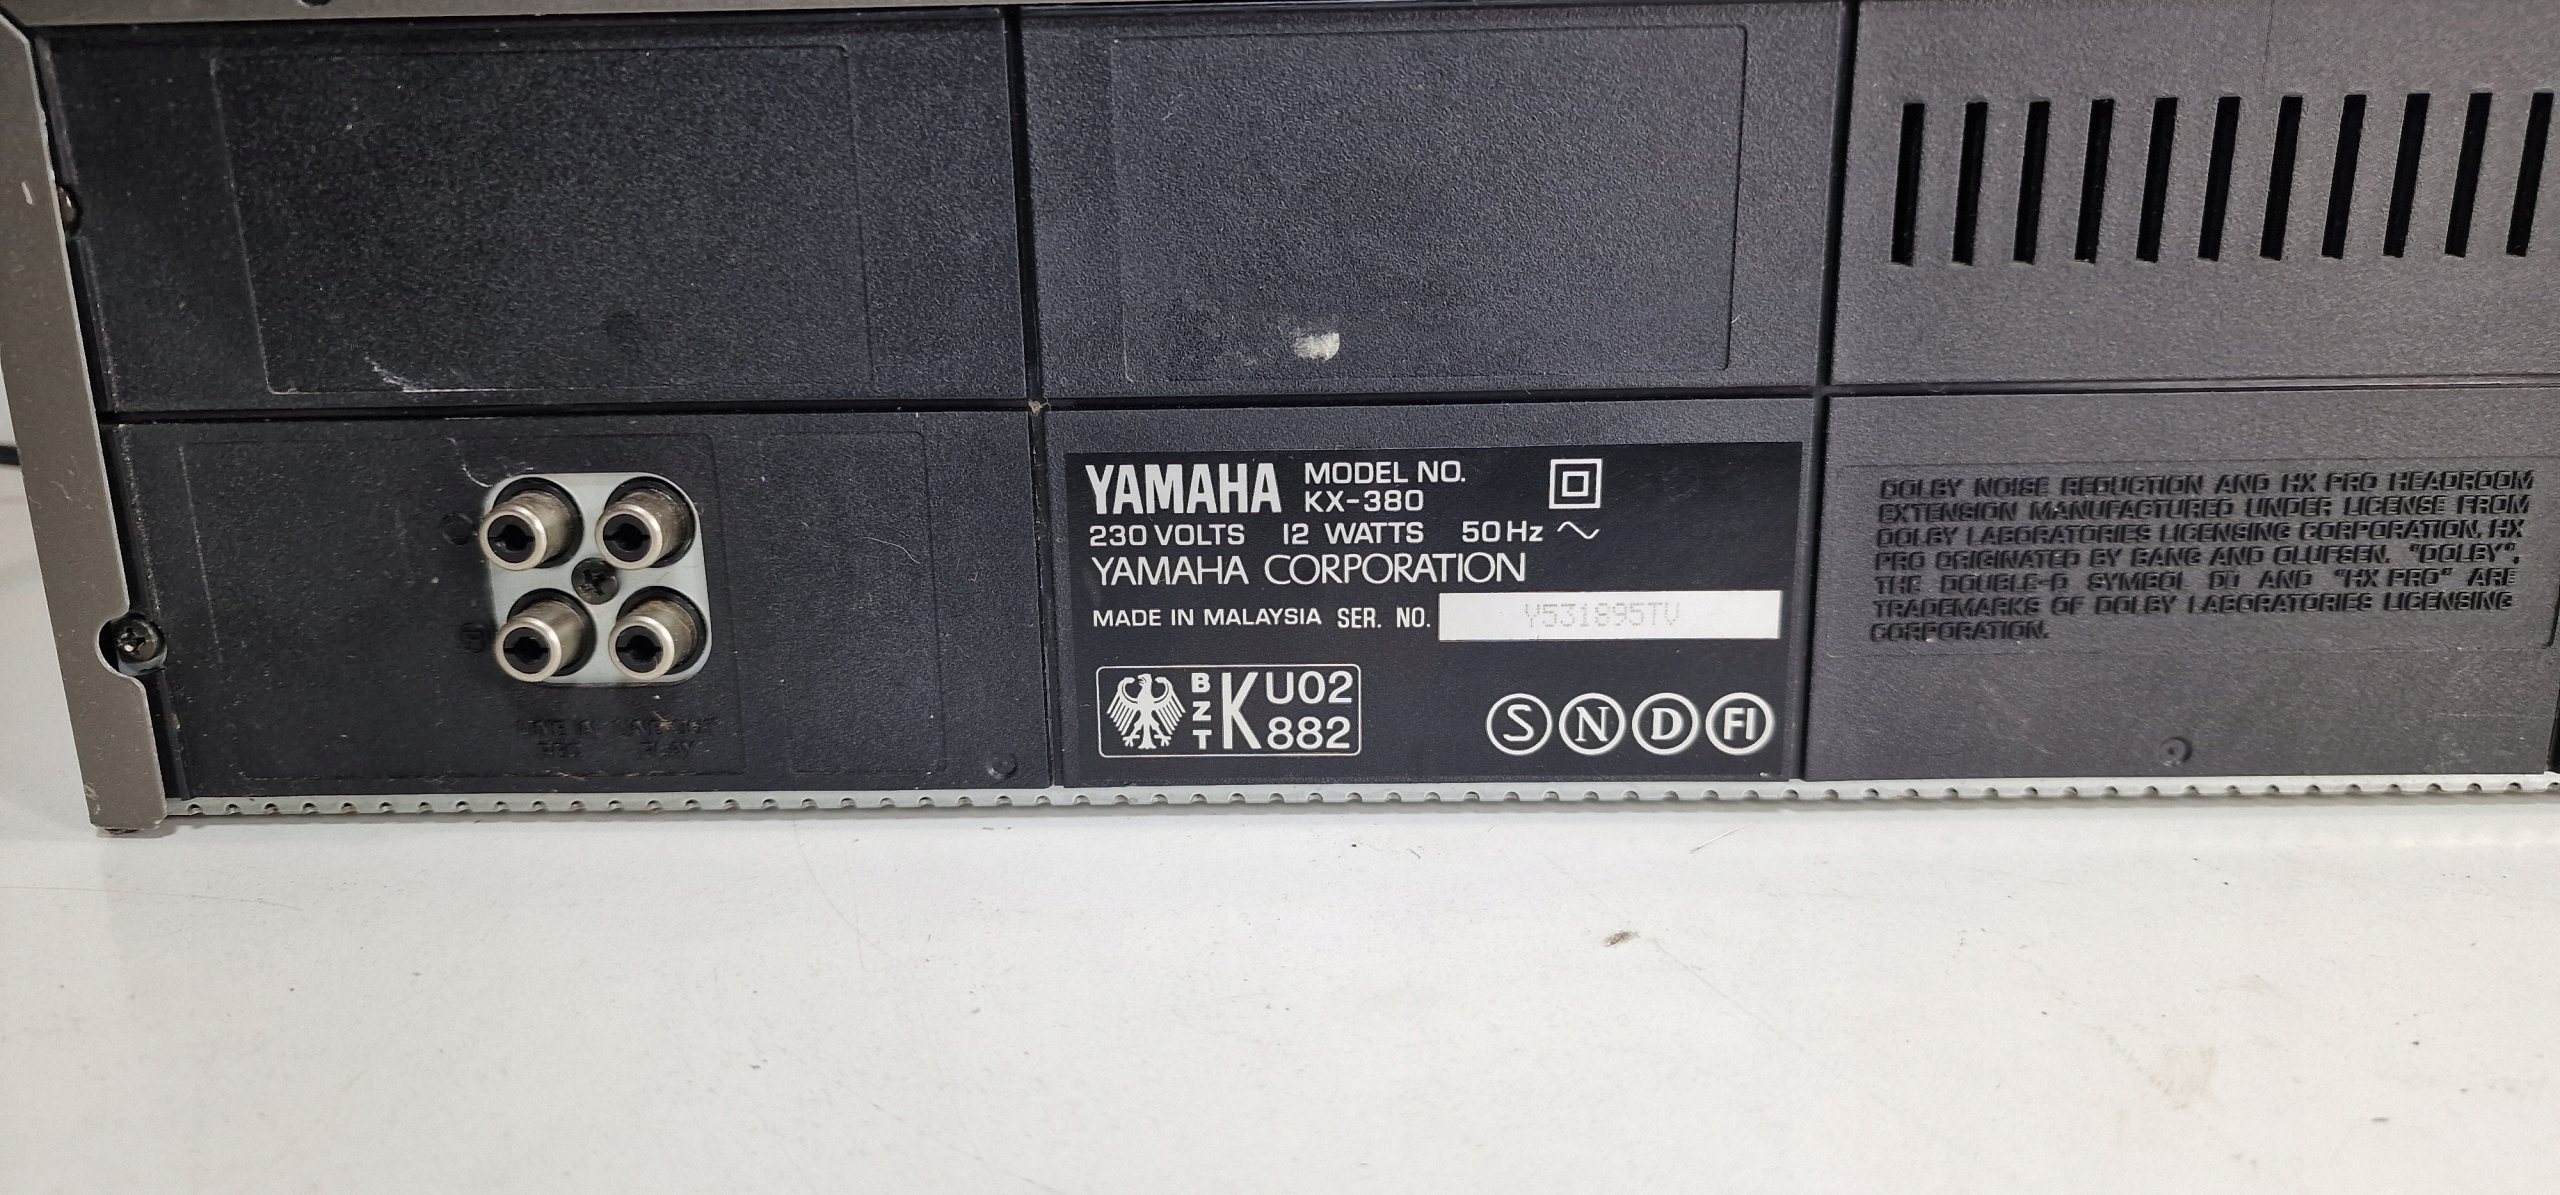 YAMAHA MODEL NO.
KX-380
230 VOLTS 12 WATTS 50 Hz
YAMAHA CORPORATION
MADE IN MALAYSIA SER. NO. Y531895TV
BZT K U02
882
S N D FI
DOLBY NOISE REDUCTION AND HX PRO HEADROOM
EXTENSION MANUFACTURED UNDER LICENSE FROM
DOLBY LABORATORIES LICENSING CORPORATION, HX
PRO ORIGINATED BY BANG AND OLUFSEN. "DOLBY",
THE DOUBLE-D SYMBOL DD AND "HX PRO" ARE
TRADEMARKS OF DOLBY LABORATORIES LICENSING
CORPORATION.
LINE
PLAY